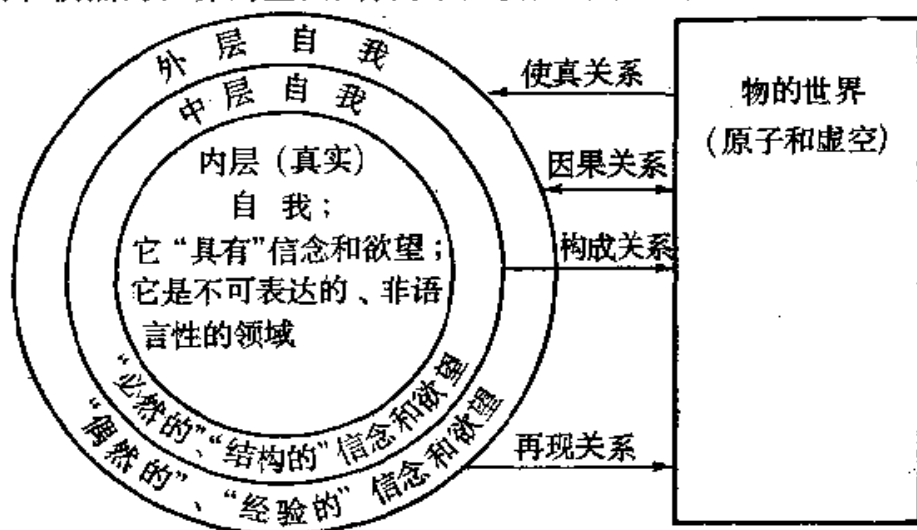 外层自我
中层自我
内层（真实）
自我；
它“具有”信念和欲望；
它是不可表达的、非语
言性的领域
“必然的”、“结构的”信念和欲望
“偶然的”、“经验的”信念和欲望
使真关系
因果关系
构成关系
再现关系
物的世界
（原子和虚空）